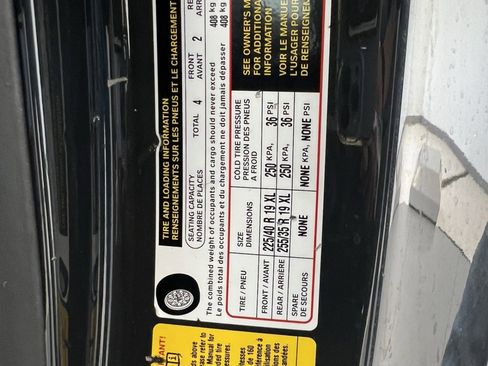 TIRE AND LOADING INFORMATION
RENSEIGNEMENTS SUR LES PNEUS ET LE CHARGEMENT
SEATING CAPACITY
NOMBRE DE PLACES
TOTAL 4
FRONT
AVANT 2
The combined weight of occupants and cargo should never exceed 408 kg
Le poids total des occupants et du chargement ne doit jamais dépasser 408 kg
TIRE / PNEU
SIZE
DIMENSIONS
COLD TIRE PRESSURE
PRESSION DES PNEUS
A FROID
FRONT / AVANT 225/40 R 19 XL 250 KPA, 36 PSI
REAR / ARRIÈRE 255/35 R 19 XL 250 KPA, 36 PSI
SPARE
DE SECOURS
NONE
NONE KPA, NONE PSI
SEE OWNER'S
FOR ADDITIONAL
INFORMATION
VOIR LE MANUEL
L'USAGER POUR
DE RENSEIGNEM